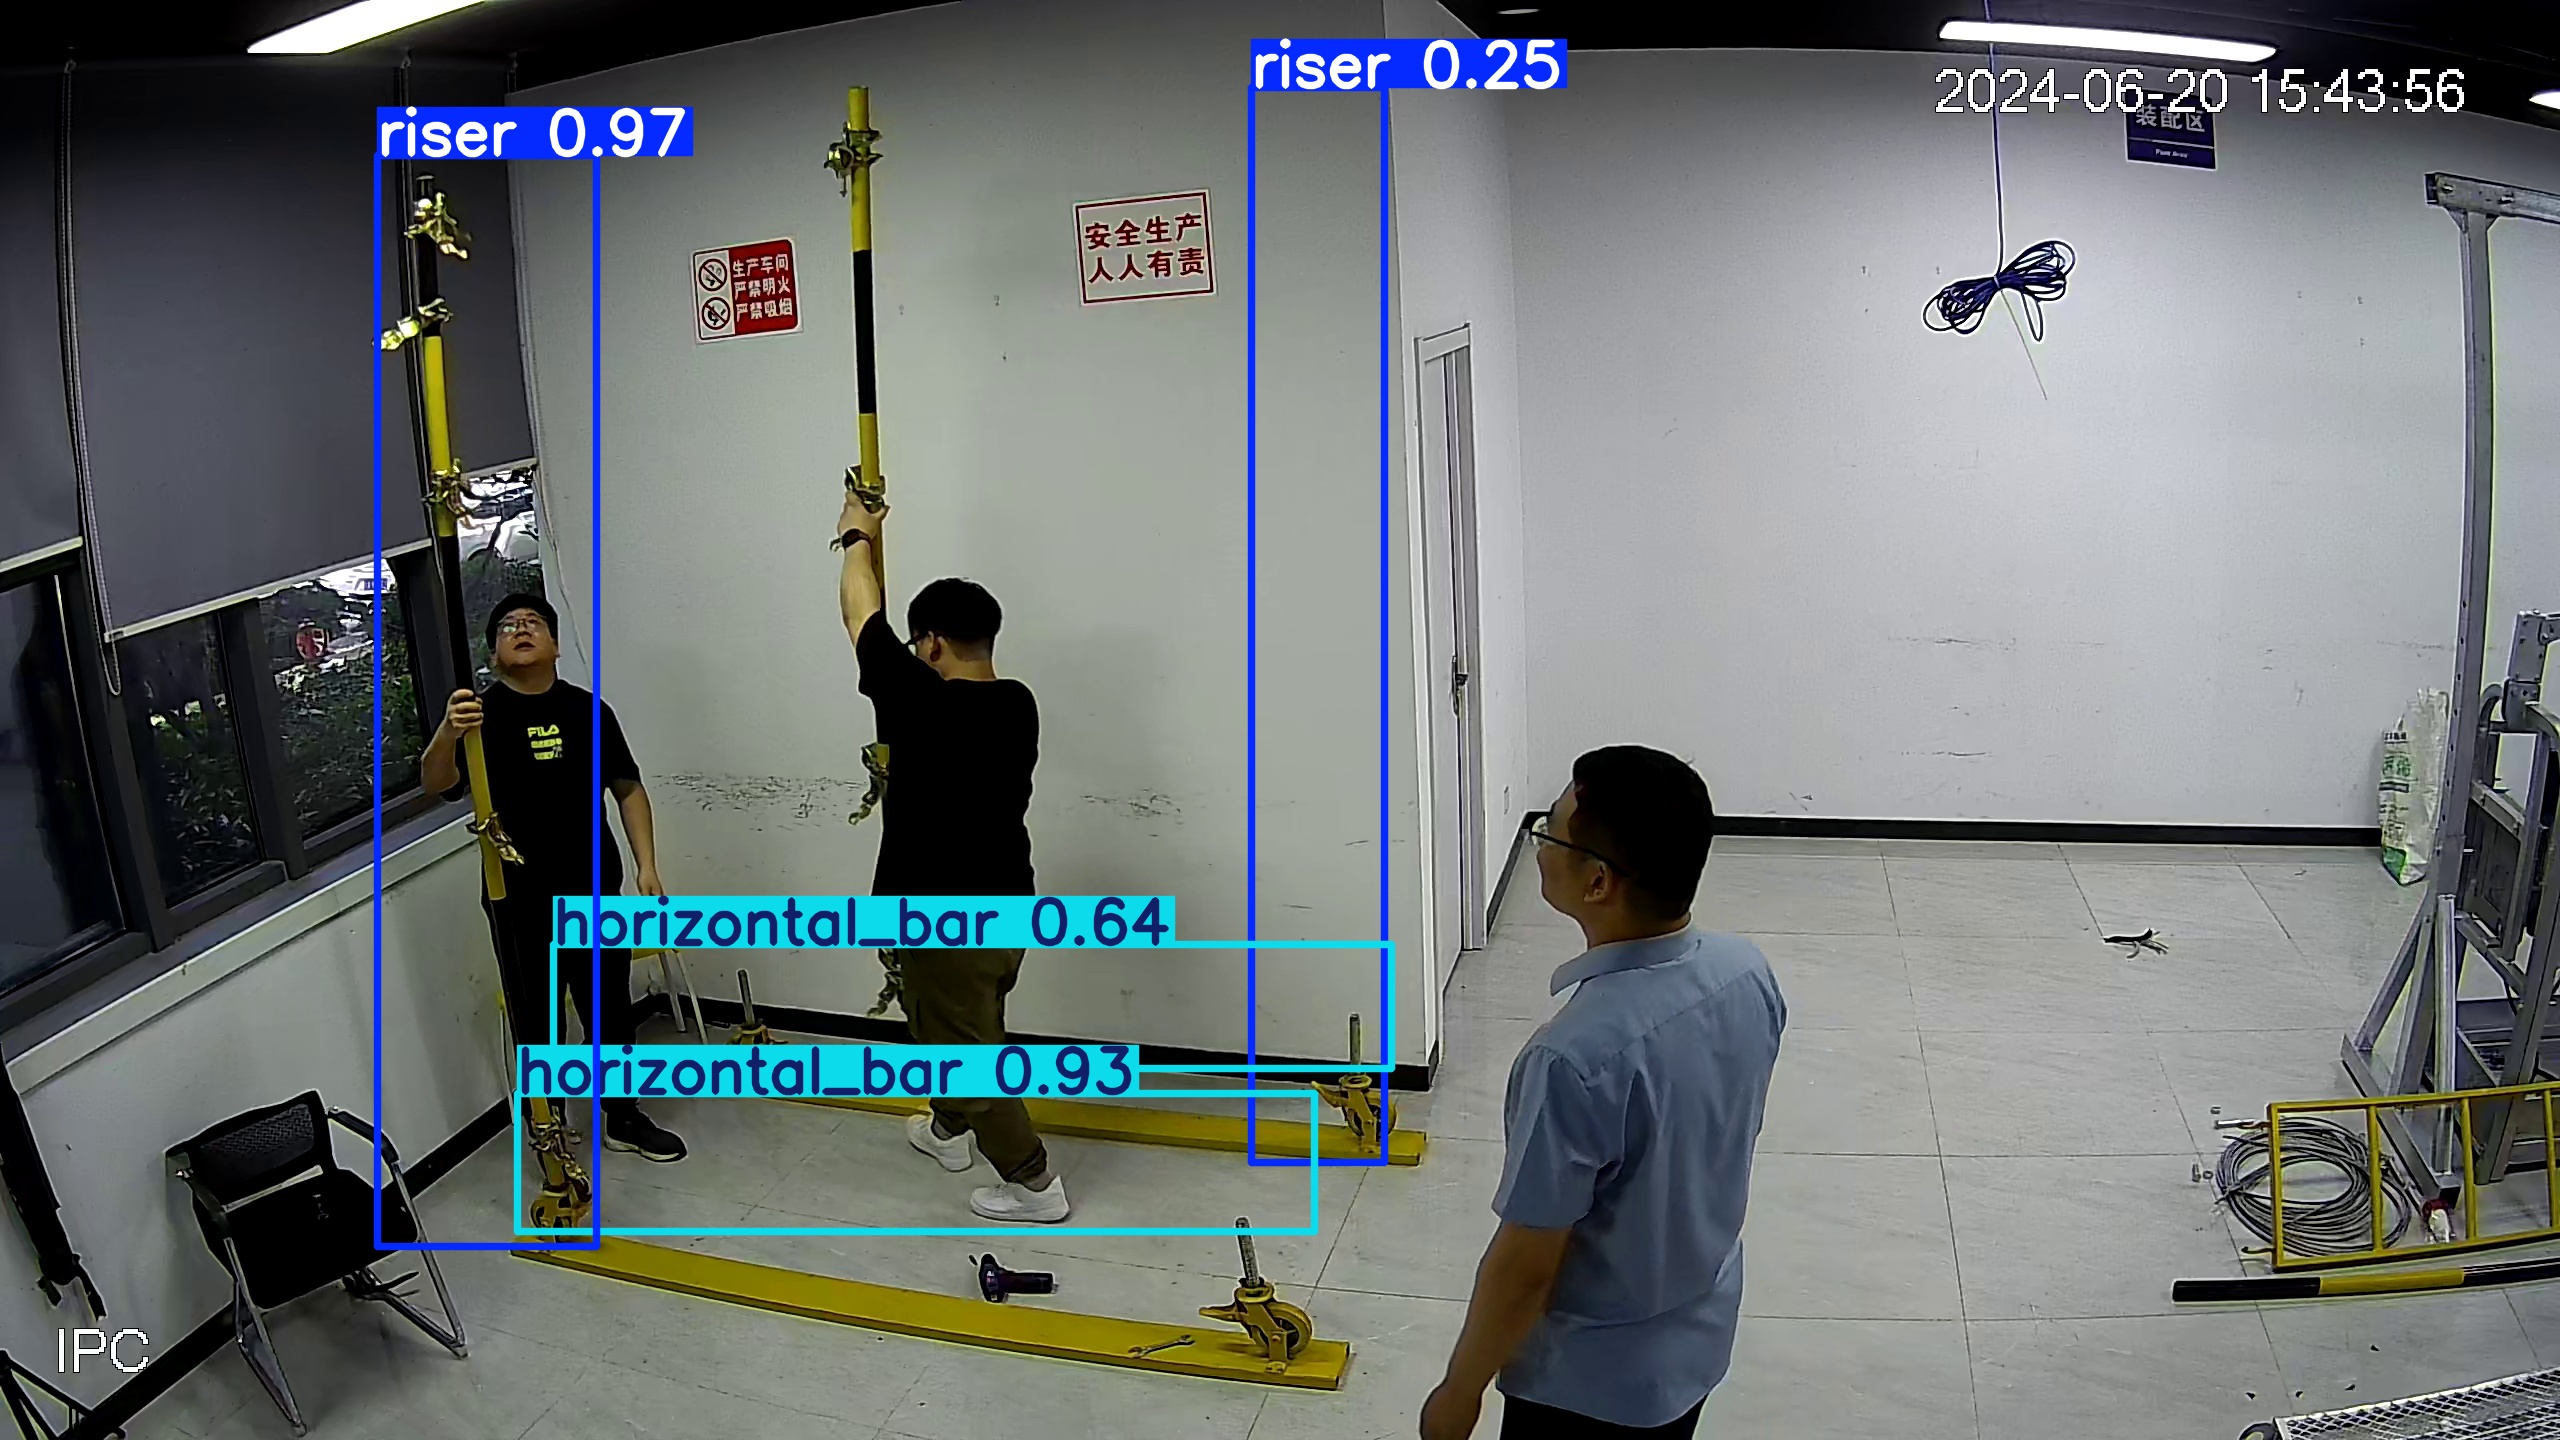 riser 0.25
2024-06-20 15:43:56
riser 0.97
装配区
安全生产
人人有责
生产车间
严禁明火
严禁吸烟
FILA
horizontal_bar 0.64
horizontal_bar 0.93
IPC